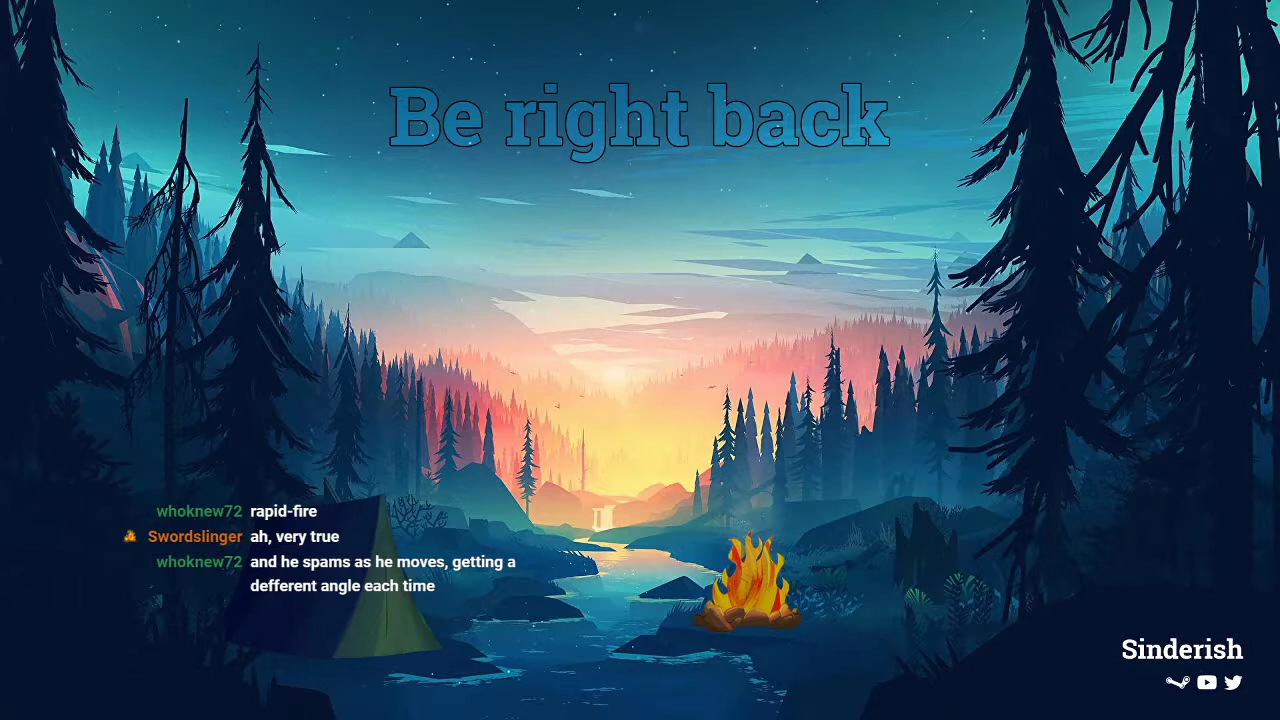 Be right back
whoknew72 rapid-fire
Swordslinger ah, very true
whoknew72 and he spams as he moves, getting a
defferent angle each time
Sinderish